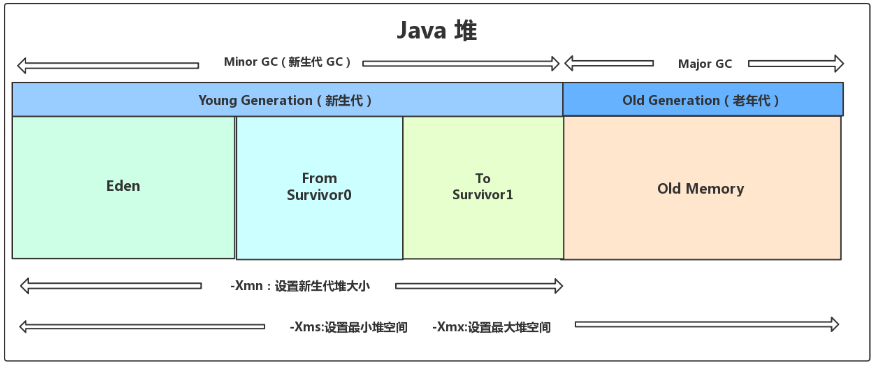 Java 堆
Minor GC（新生代 GC）
Major GC
Young Generation（新生代）
Old Generation（老年代）
Eden
From
Survivor0
To
Survivor1
Old Memory
-Xmn：设置新生代堆大小
-Xms:设置最小堆空间
-Xmx:设置最大堆空间